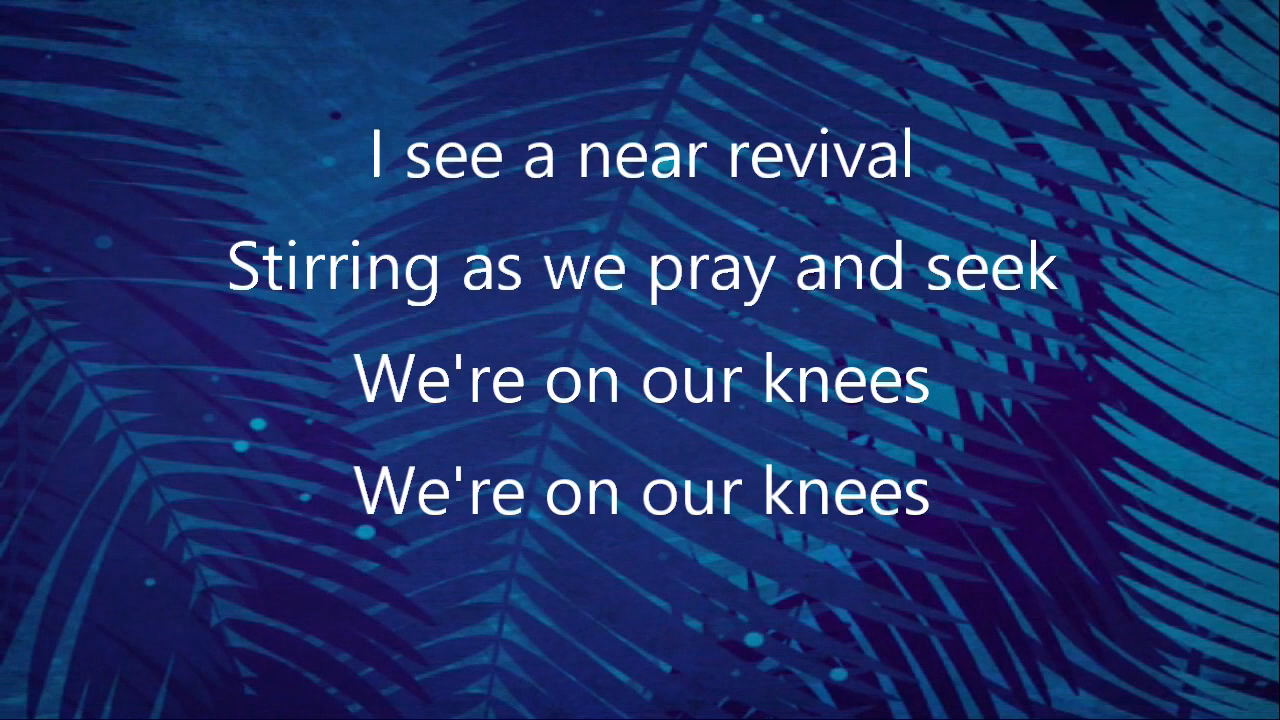 I see a near revival
Stirring as we pray and seek
We're on our knees
We're on our knees